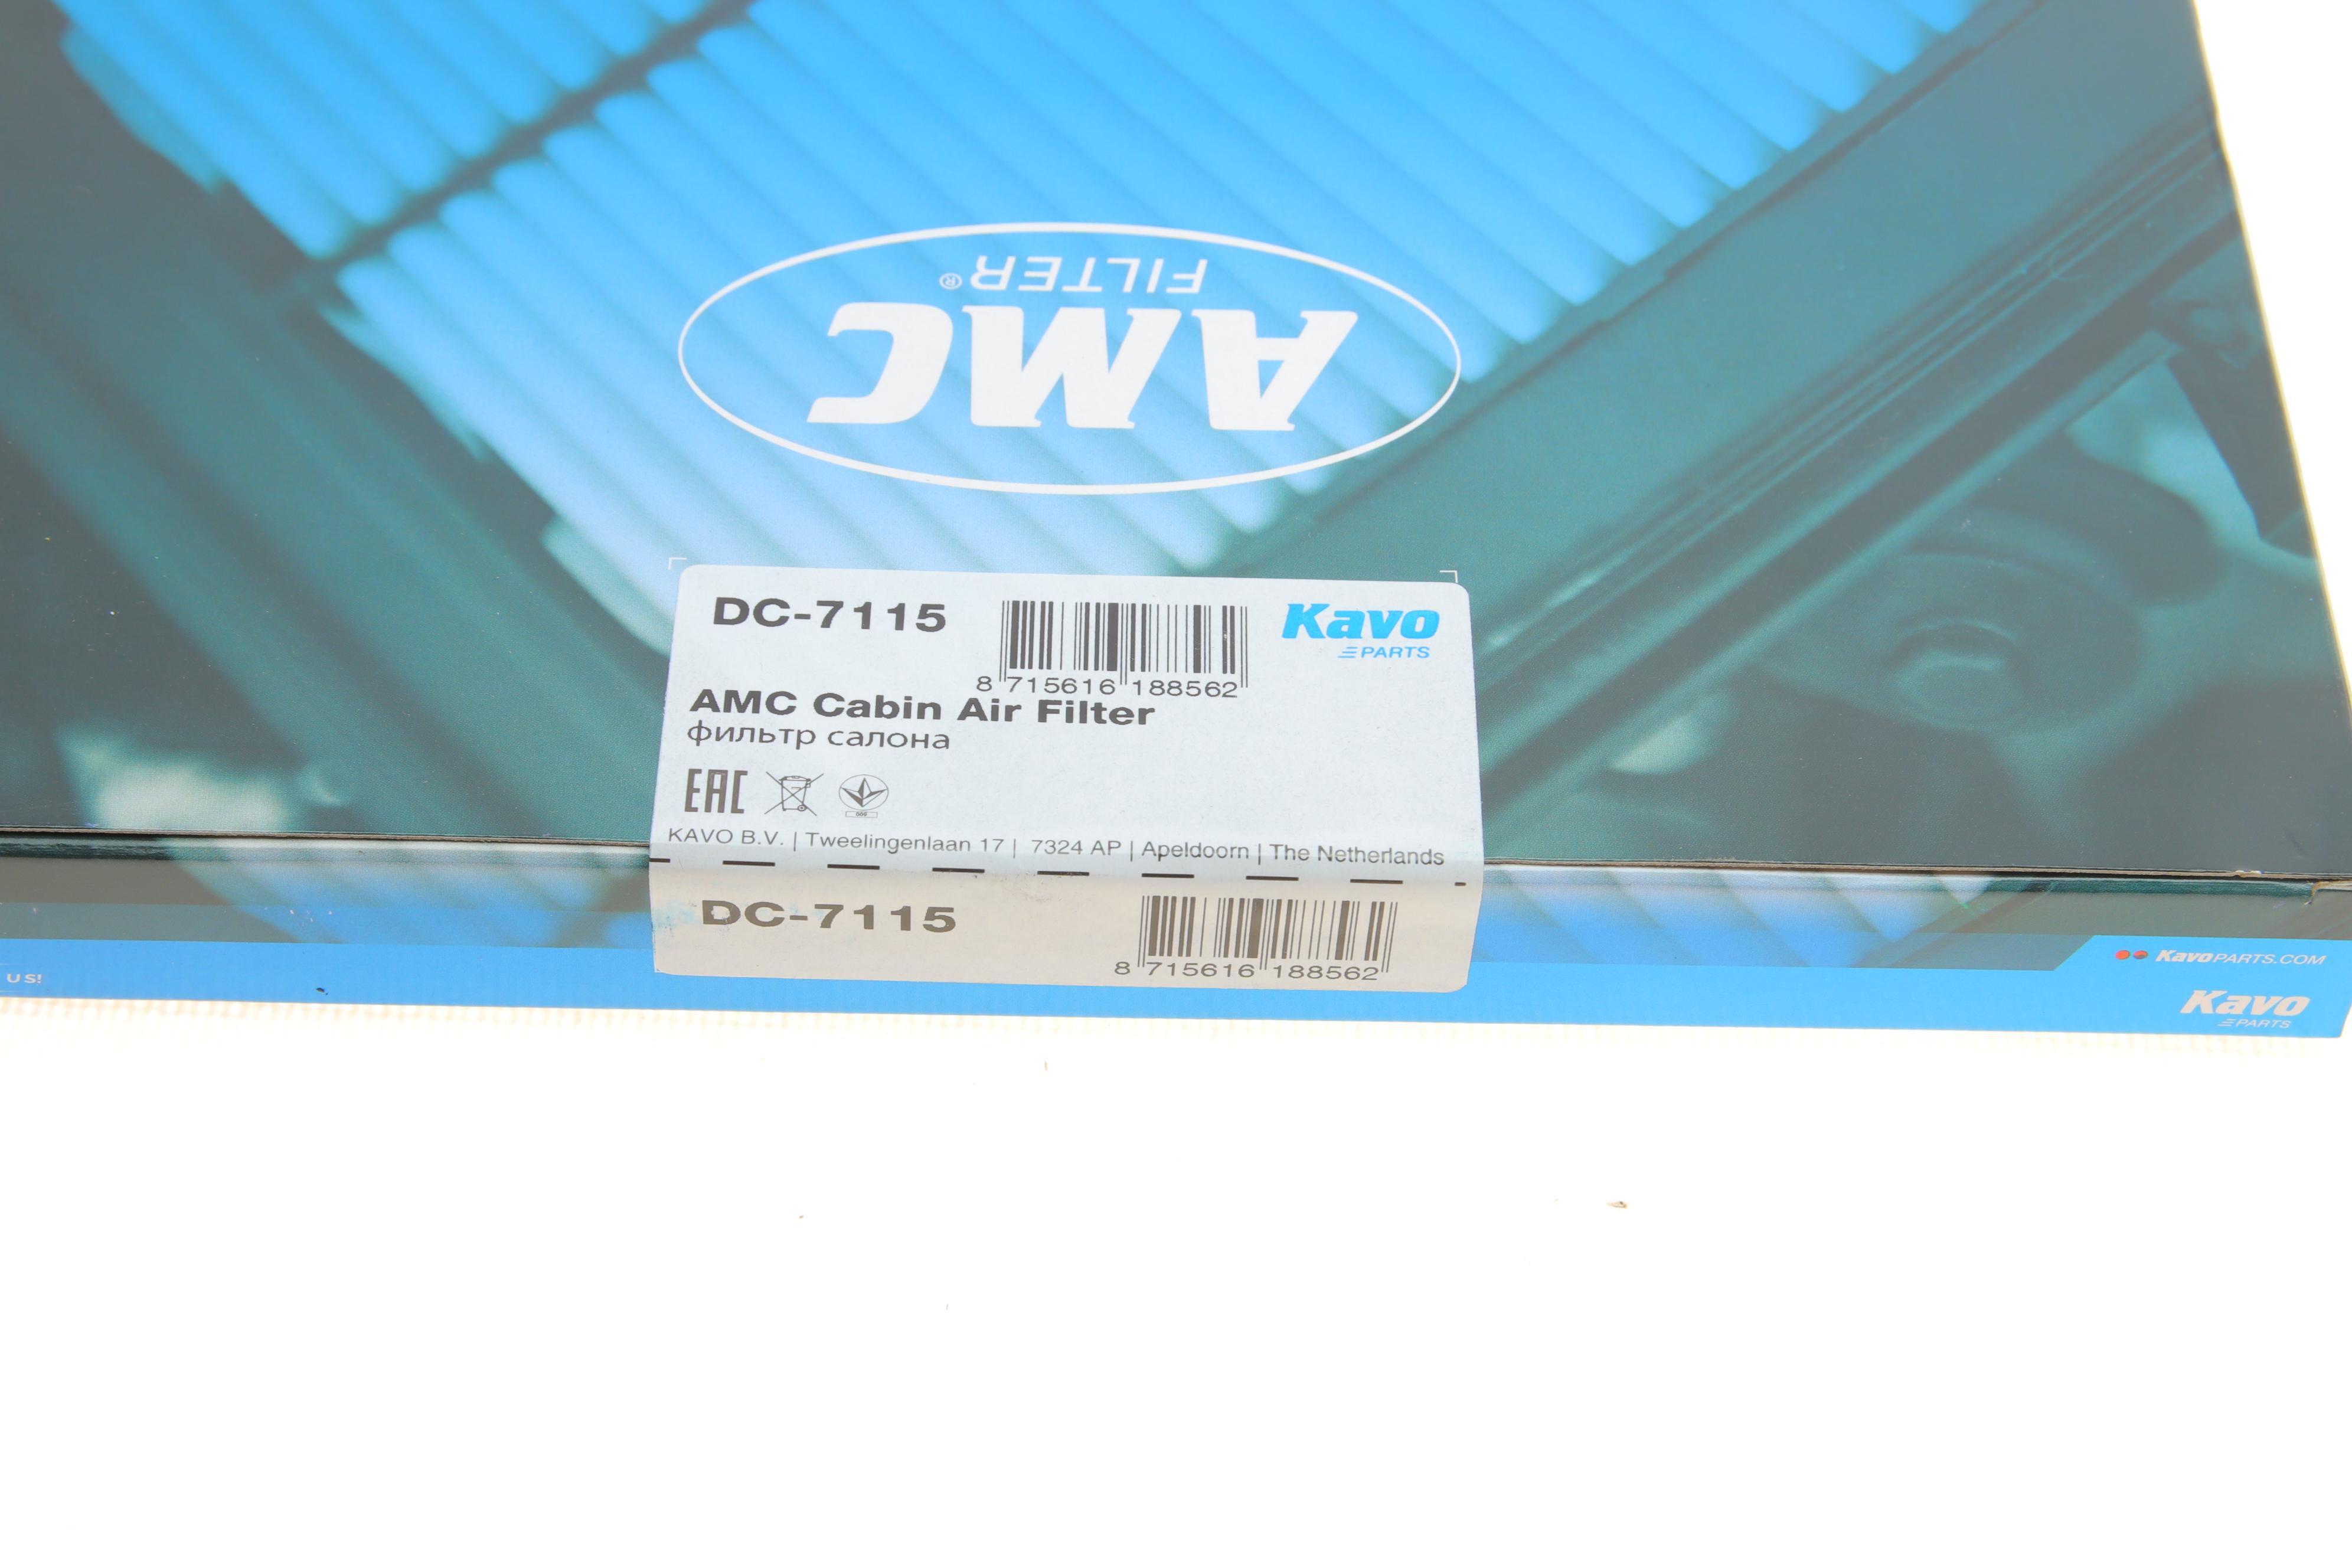 AMC
FILTER®
DC-7115
8 715616 188562
Kavo
PARTS
AMC Cabin Air Filter
фильтр салона
EAC
KAVO B.V. | Tweelingenlaan 17 | 7324 AP | Apeldoorn | The Netherlands
DC-7115
8 715616 188562
US!
KavoPARTS.COM
Kavo
PARTS